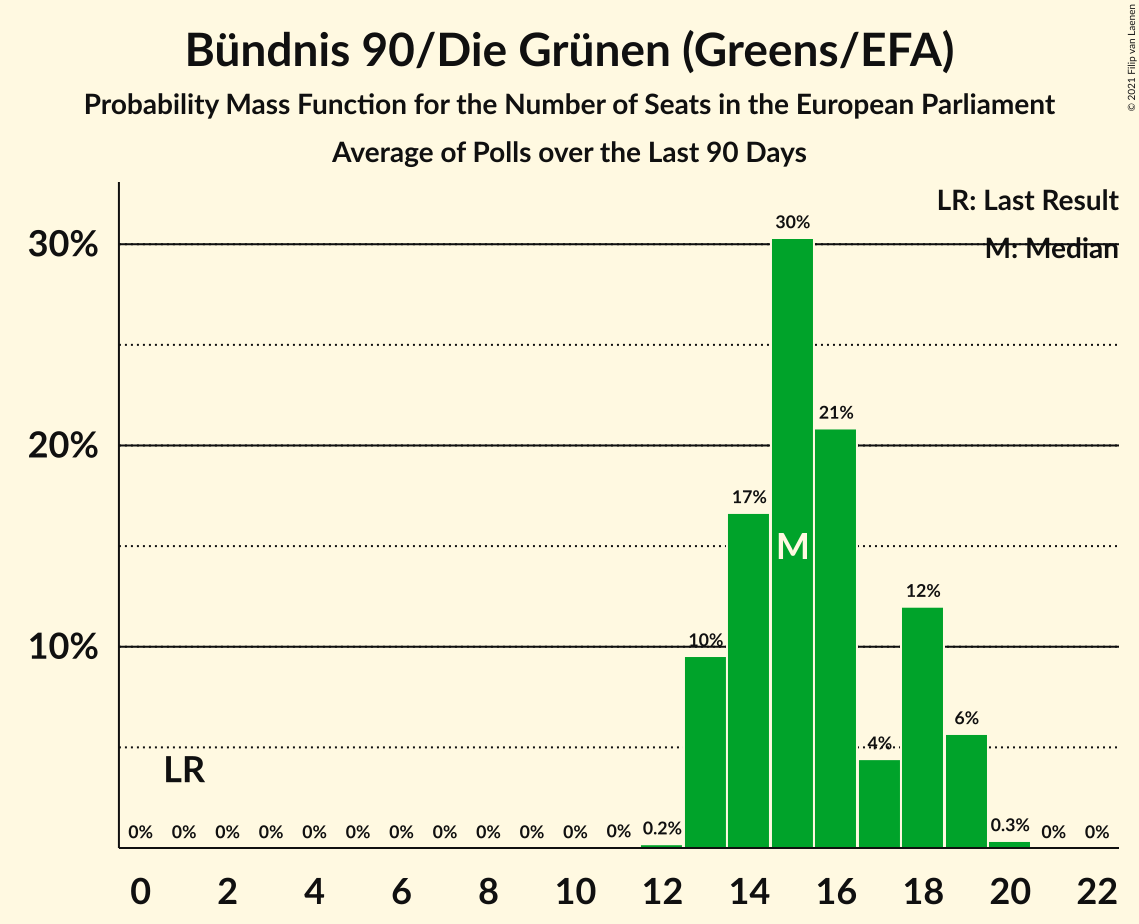 Bündnis 90/Die Grünen (Greens/EFA)
Probability Mass Function for the Number of Seats in the European Parliament
Average of Polls over the Last 90 Days
© 2021 Filip van Laenen
LR: Last Result
M: Median
30%
20%
10%
30%
21%
17%
M
12%
10%
6%
4%
LR
0% 0% 0% 0% 0% 0% 0% 0% 0% 0% 0% 0% 0.2% 0.3% 0% 0%
0 2 4 6 8 10 12 14 16 18 20 22